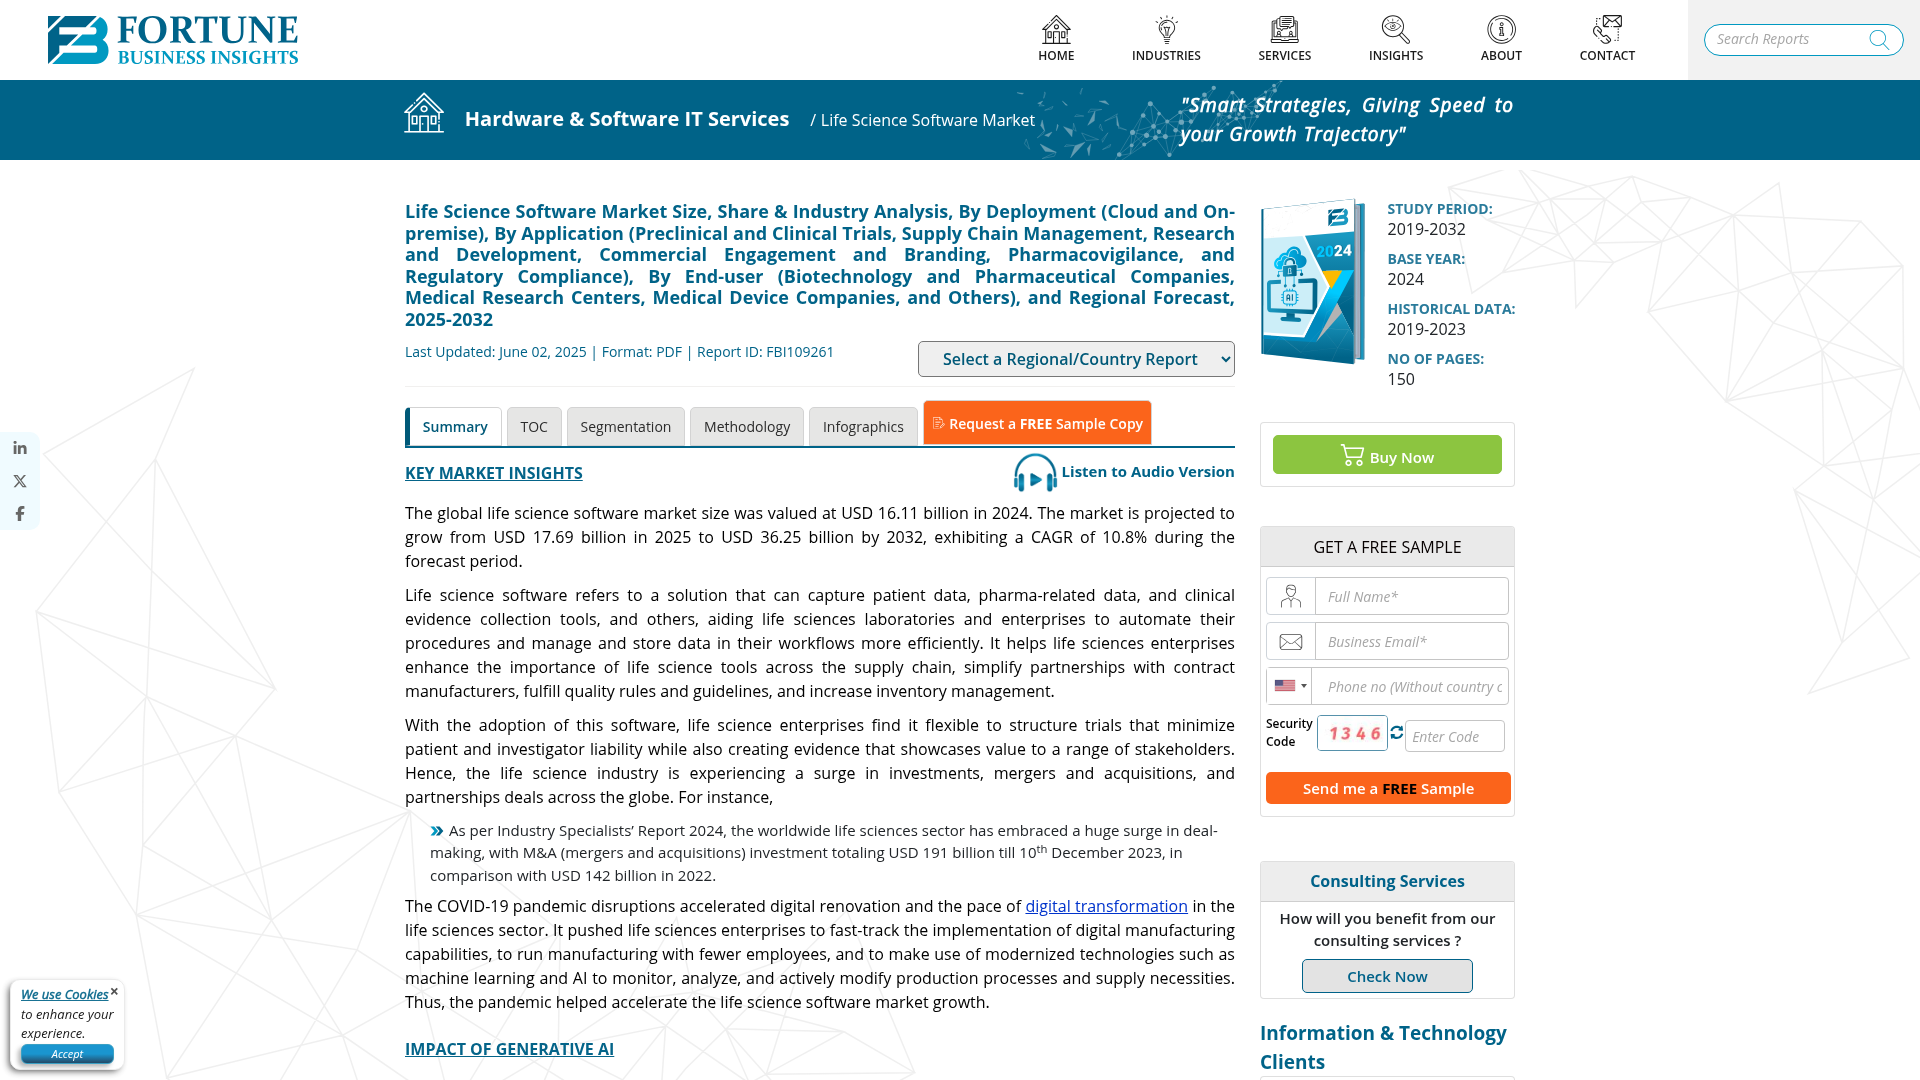 FORTUNE
BUSINESS INSIGHTS
HOME
INDUSTRIES
SERVICES
INSIGHTS
ABOUT
CONTACT
Search Reports
Hardware & Software IT Services / Life Science Software Market
"Smart Strategies, Giving Speed to
your Growth Trajectory"
Life Science Software Market Size, Share & Industry Analysis, By Deployment (Cloud and On-
premise), By Application (Preclinical and Clinical Trials, Supply Chain Management, Research
and Development, Commercial Engagement and Branding, Pharmacovigilance, and
Regulatory Compliance), By End-user (Biotechnology and Pharmaceutical Companies,
Medical Research Centers, Medical Device Companies, and Others), and Regional Forecast,
2025-2032
Last Updated: June 02, 2025 | Format: PDF | Report ID: FBI109261
Select a Regional/Country Report
Summary
TOC
Segmentation
Methodology
Infographics
Request a FREE Sample Copy
KEY MARKET INSIGHTS
Listen to Audio Version
The global life science software market size was valued at USD 16.11 billion in 2024. The market is projected to
grow from USD 17.69 billion in 2025 to USD 36.25 billion by 2032, exhibiting a CAGR of 10.8% during the
forecast period.
Life science software refers to a solution that can capture patient data, pharma-related data, and clinical
evidence collection tools, and others, aiding life sciences laboratories and enterprises to automate their
procedures and manage and store data in their workflows more efficiently. It helps life sciences enterprises
enhance the importance of life science tools across the supply chain, simplify partnerships with contract
manufacturers, fulfill quality rules and guidelines, and increase inventory management.
With the adoption of this software, life science enterprises find it flexible to structure trials that minimize
patient and investigator liability while also creating evidence that showcases value to a range of stakeholders.
Hence, the life science industry is experiencing a surge in investments, mergers and acquisitions, and
partnerships deals across the globe. For instance,
As per Industry Specialists’ Report 2024, the worldwide life sciences sector has embraced a huge surge in deal-
making, with M&A (mergers and acquisitions) investment totaling USD 191 billion till 10th December 2023, in
comparison with USD 142 billion in 2022.
The COVID-19 pandemic disruptions accelerated digital renovation and the pace of digital transformation in the
life sciences sector. It pushed life sciences enterprises to fast-track the implementation of digital manufacturing
capabilities, to run manufacturing with fewer employees, and to make use of modernized technologies such as
machine learning and AI to monitor, analyze, and actively modify production processes and supply necessities.
Thus, the pandemic helped accelerate the life science software market growth.
IMPACT OF GENERATIVE AI
2024
AI
STUDY PERIOD:
2019-2032
BASE YEAR:
2024
HISTORICAL DATA:
2019-2023
NO OF PAGES:
150
Buy Now
GET A FREE SAMPLE
Full Name*
Business Email*
Phone no (Without country c
Security
Code
1346
Enter Code
Send me a FREE Sample
Consulting Services
How will you benefit from our
consulting services ?
Check Now
Information & Technology
Clients
We use Cookies
×
to enhance your
experience.
Accept